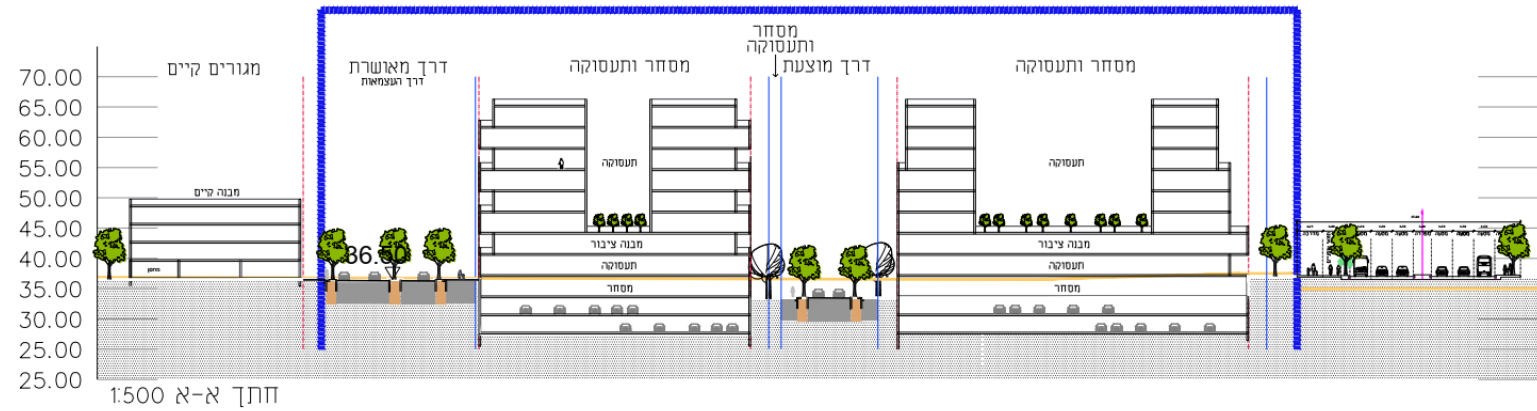 מסחר
ותעסוקה
מגורים קיים
דרך מאושרת
דרך העצמאות
מסחר ותעסוקה
דרך מוצעת
מסחר ותעסוקה
70.00
65.00
60.00
55.00
50.00
45.00
40.00
35.00
30.00
25.00
25.00
תעסוקה
תעסוקה
מבנה קיים
מבנה ציבור
מבנה ציבור
36.50
תעסוקה
תעסוקה
מחסן
מסחר
מסחר
חתך א-א 1:500